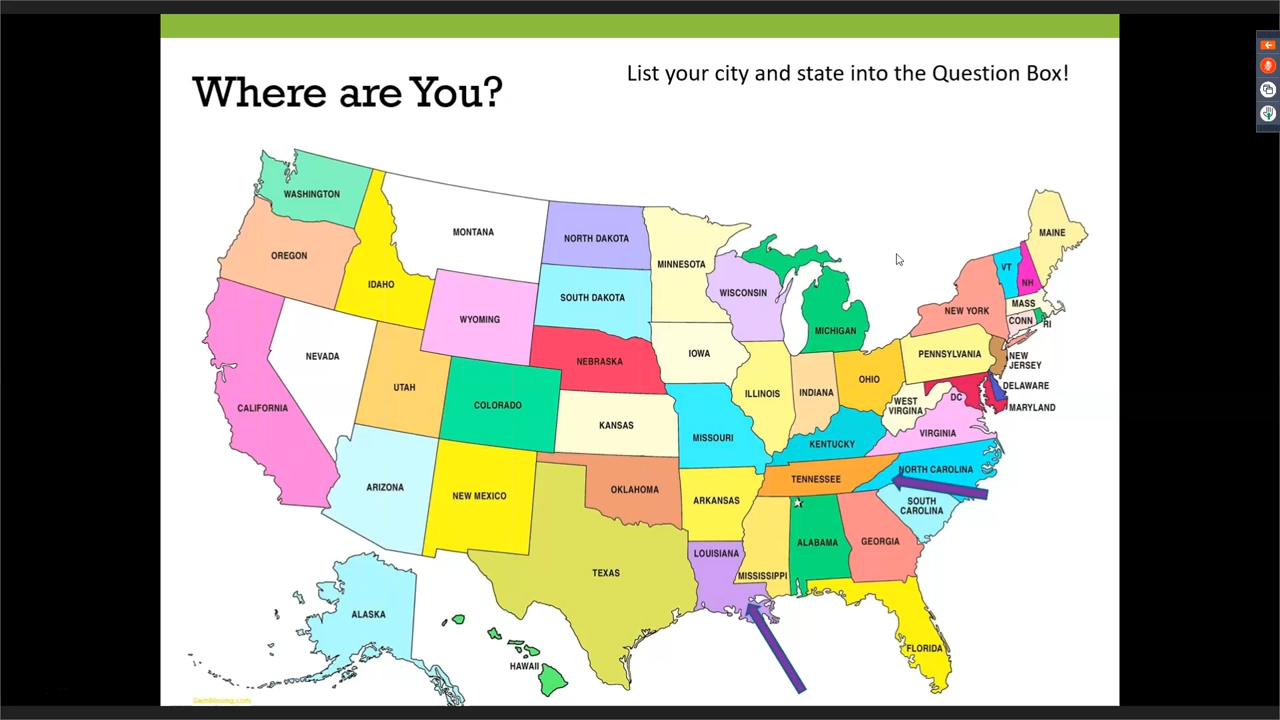 Where are You?
List your city and state into the Question Box!
WASHINGTON
MONTANA
NORTH DAKOTA
MINNESOTA
MAINE
OREGON
IDAHO
SOUTH DAKOTA
WISCONSIN
VT
NH
WYOMING
MICHIGAN
NEW YORK
MASS
CONN
RI
NEVADA
NEBRASKA
IOWA
PENNSYLVANIA
NEW
JERSEY
UTAH
COLORADO
ILLINOIS
INDIANA
OHIO
DELAWARE
CALIFORNIA
KANSAS
MISSOURI
WEST
VIRGINA
DC
MARYLAND
KENTUCKY
VIRGINIA
ARIZONA
NEW MEXICO
OKLAHOMA
ARKANSAS
TENNESSEE
NORTH CAROLINA
SOUTH
CAROLINA
TEXAS
LOUISIANA
MISSISSIPPI
ALABAMA
GEORGIA
ALASKA
HAWAII
FLORIDA